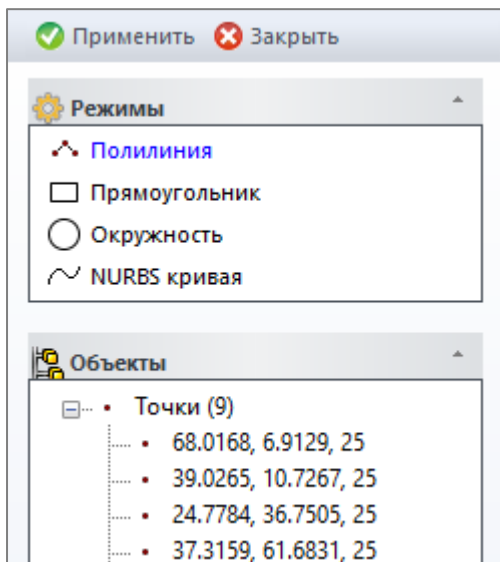 Применить Закрыть
Режимы
Полилиния
Прямоугольник
Окружность
NURBS кривая
Объекты
Точки (9)
68.0168, 6.9129, 25
39.0265, 10.7267, 25
24.7784, 36.7505, 25
37.3159, 61.6831, 25